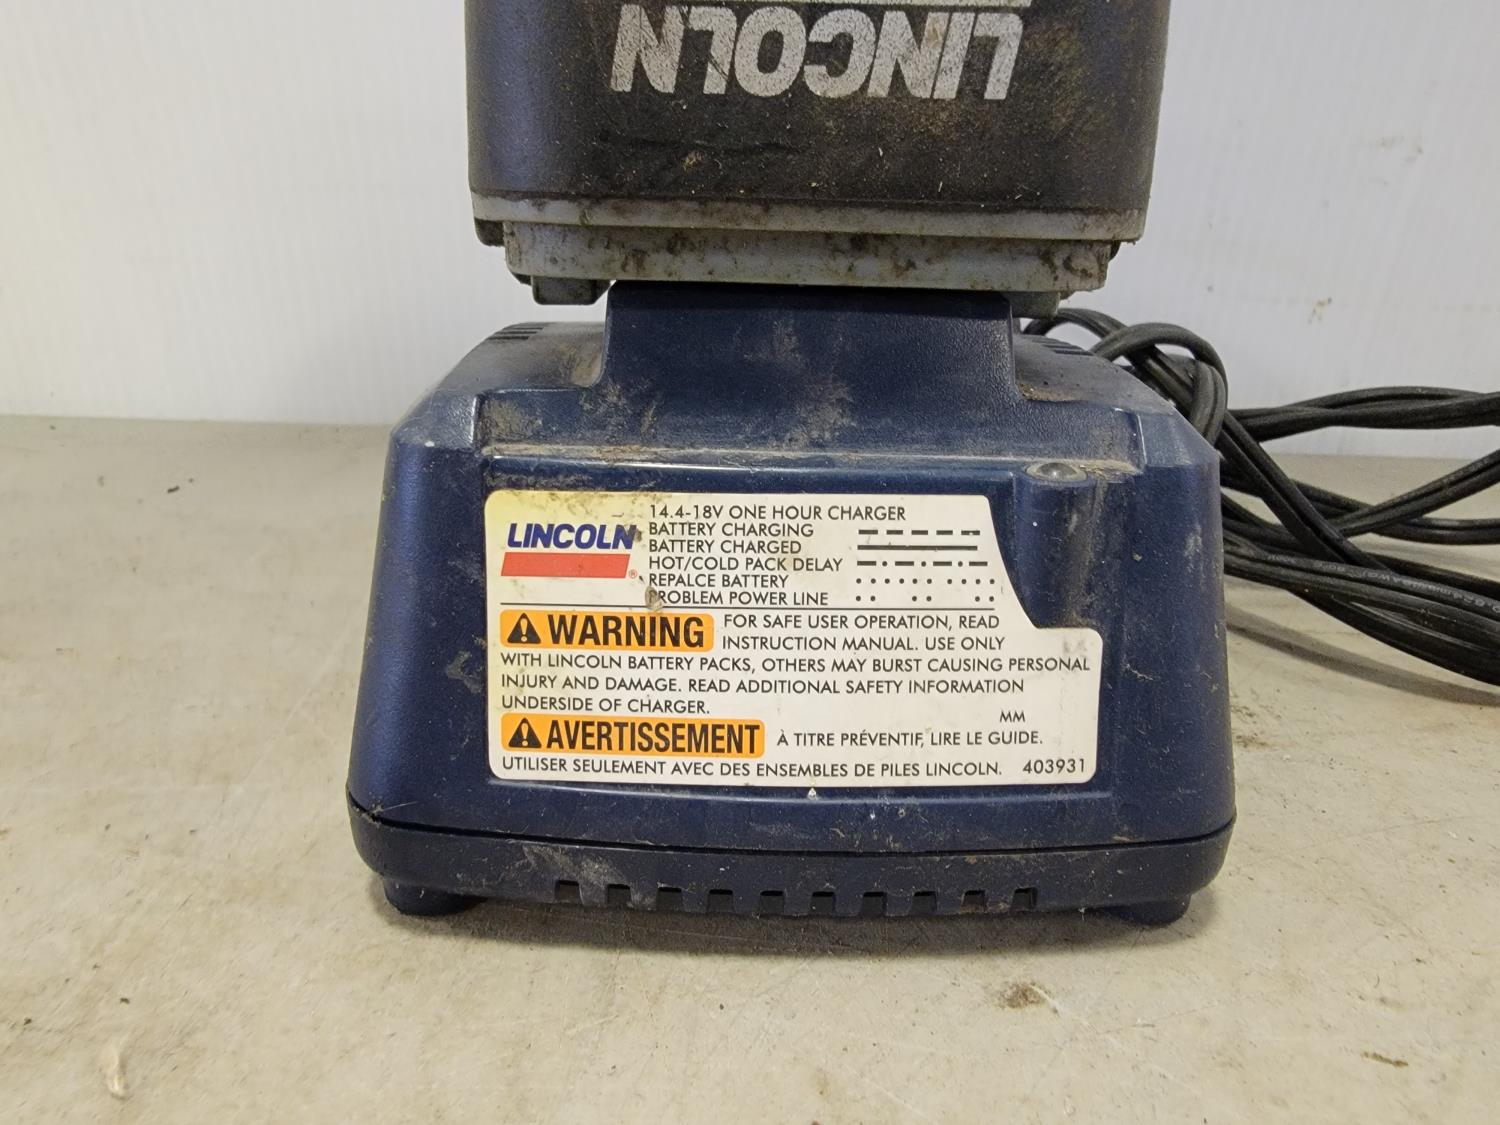 LINCOLN
LINCOLN
14.4-18V ONE HOUR CHARGER
BATTERY CHARGING
BATTERY CHARGED
HOT/COLD PACK DELAY
REPALCE BATTERY
PROBLEM POWER LINE
WARNING FOR SAFE USER OPERATION, READ
INSTRUCTION MANUAL. USE ONLY
WITH LINCOLN BATTERY PACKS, OTHERS MAY BURST CAUSING PERSONAL
INJURY AND DAMAGE. READ ADDITIONAL SAFETY INFORMATION
UNDERSIDE OF CHARGER.
MM
AVERTISSEMENT À TITRE PRÉVENTIF, LIRE LE GUIDE.
UTILISER SEULEMENT AVEC DES ENSEMBLES DE PILES LINCOLN. 403931